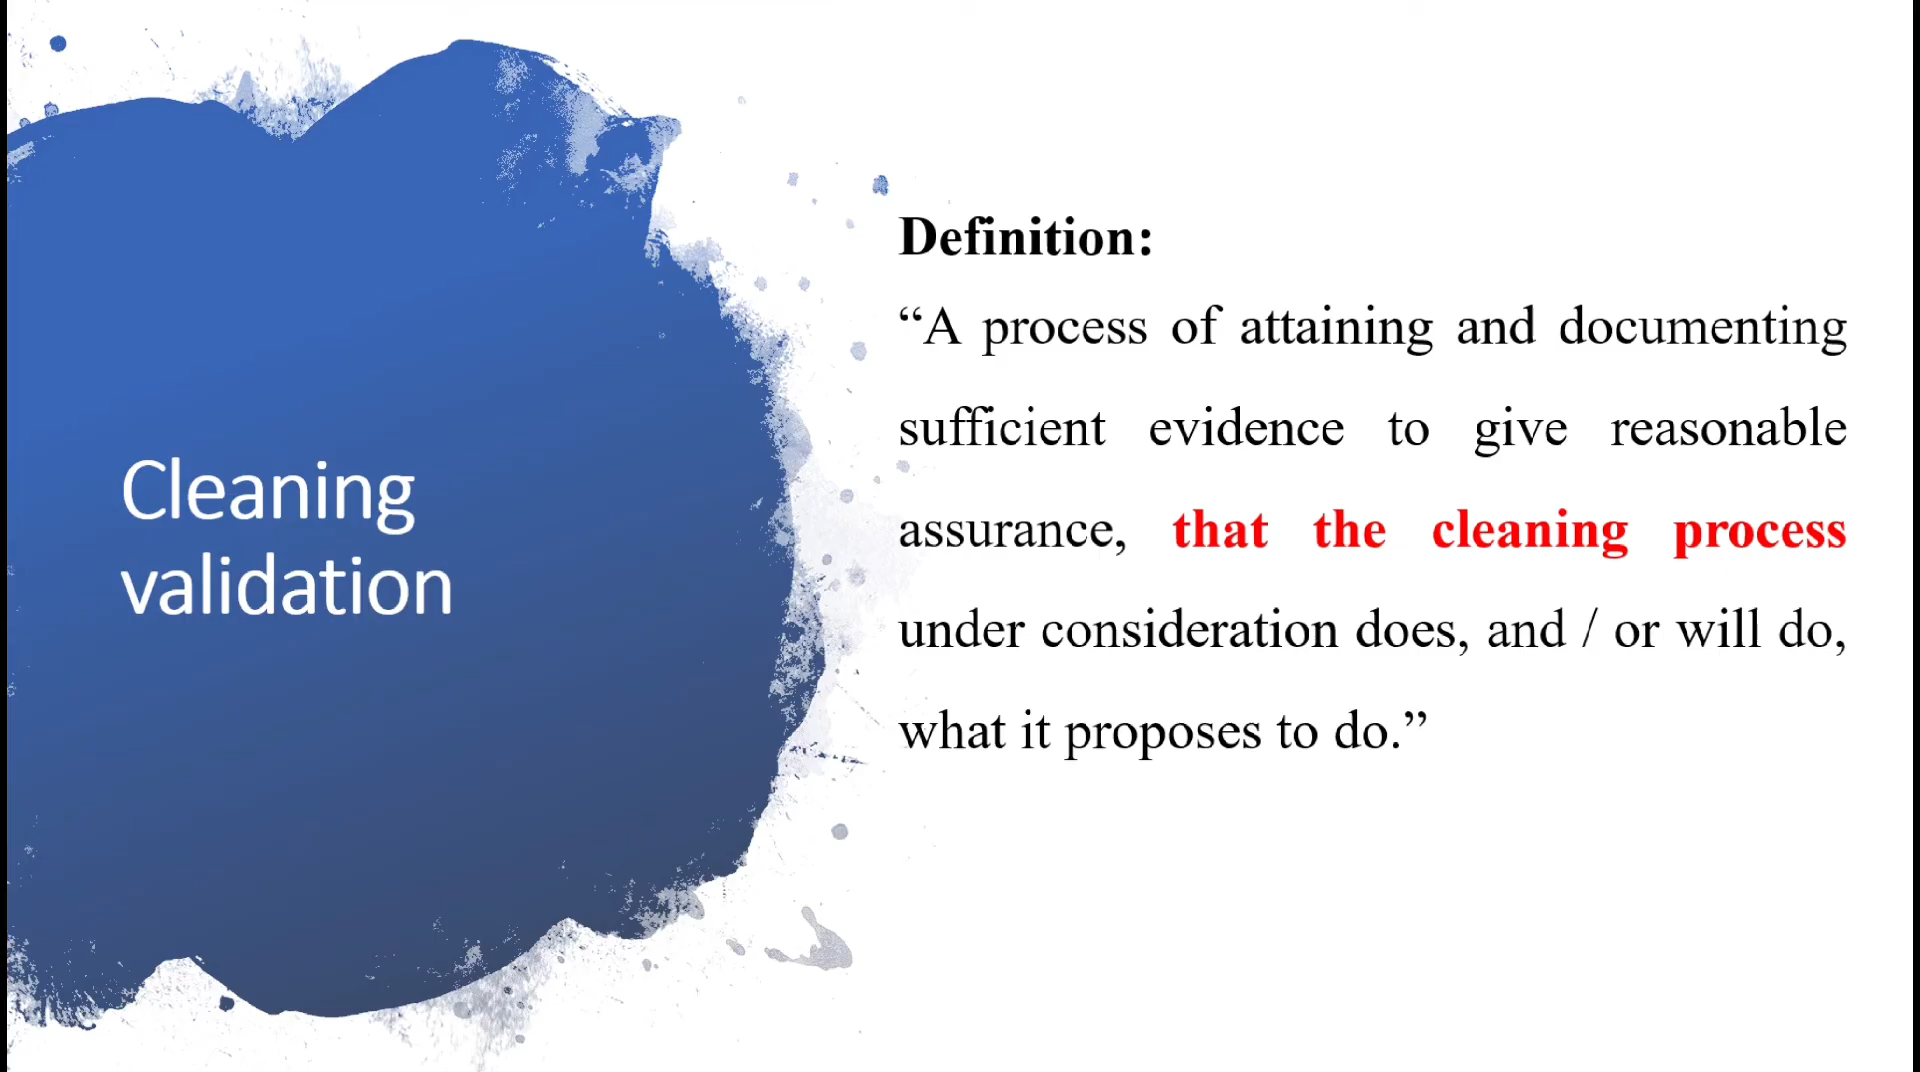 Cleaning
validation
Definition:
“A process of attaining and documenting
sufficient evidence to give reasonable
assurance, that the cleaning process
under consideration does, and / or will do,
what it proposes to do.”